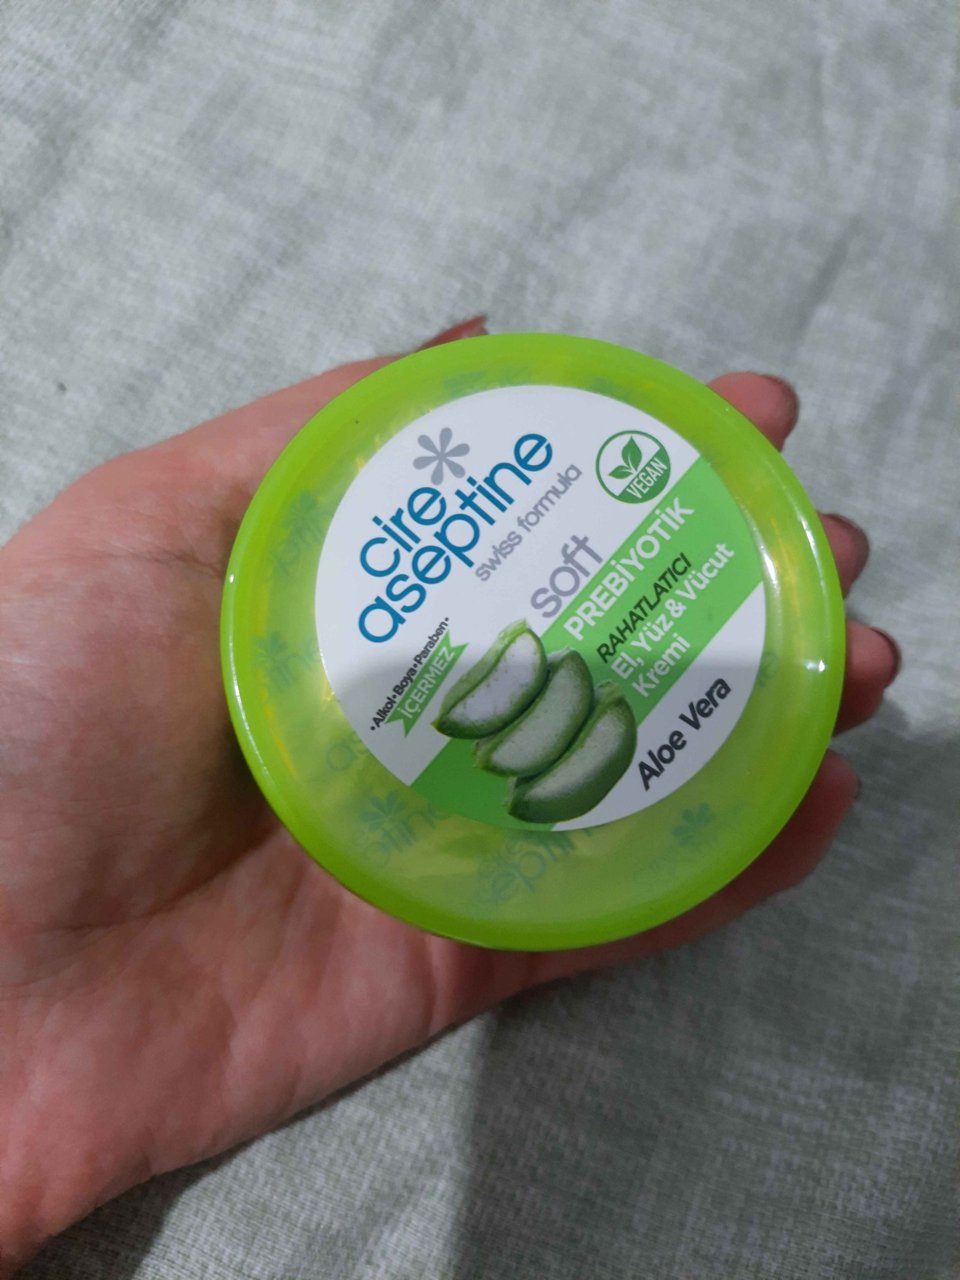 cire
aseptine
swiss formula
VEGAN
soft
PREBİYOTİK
RAHATLATICI
El, Yüz & Vücut
Kremi
• Alkol • Boya • Paraben •
İÇERMEZ
Aloe Vera